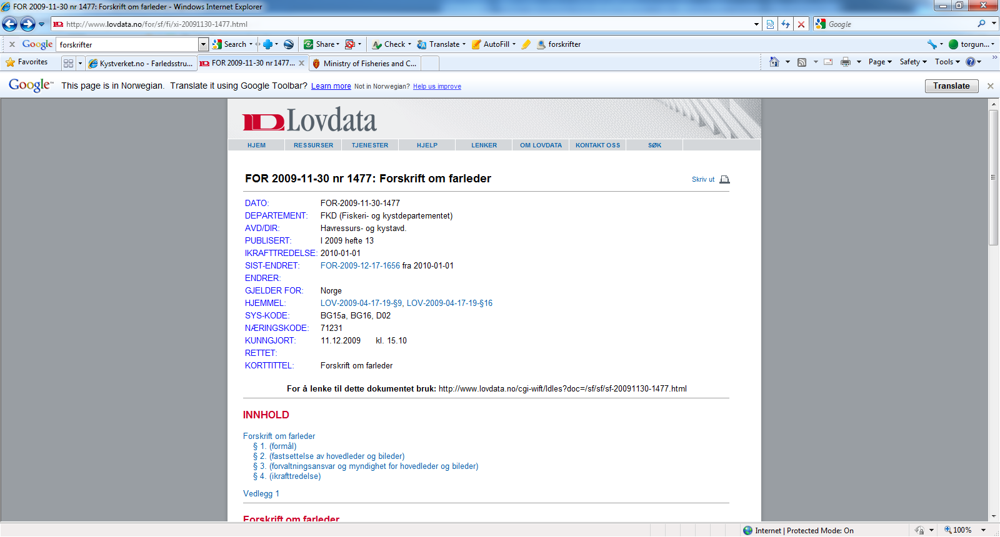 FOR 2009-11-30 nr 1477: Forskrift om farleder - Windows Internet Explorer
http://www.lovdata.no/for/sf/fi/xi-20091130-1477.html
Google
Google forskrifter Search Share Check Translate AutoFill forskrifter torgun...
Favorites Kystverket.no - Farledsstru... FOR 2009-11-30 nr 1477... Ministry of Fisheries and C... Page Safety Tools
Google™ This page is in Norwegian. Translate it using Google Toolbar? Learn more Not in Norwegian? Help us improve Translate
LD Lovdata
HJEM RESSURSER TJENESTER HJELP LENKER OM LOVDATA KONTAKT OSS SØK
FOR 2009-11-30 nr 1477: Forskrift om farleder Skriv ut
DATO: FOR-2009-11-30-1477
DEPARTEMENT: FKD (Fiskeri- og kystdepartementet)
AVD/DIR: Havressurs- og kystavd.
PUBLISERT: I 2009 hefte 13
IKRAFTTREDELSE: 2010-01-01
SIST-ENDRET: FOR-2009-12-17-1656 fra 2010-01-01
ENDRER:
GJELDER FOR: Norge
HJEMMEL: LOV-2009-04-17-19-§9, LOV-2009-04-17-19-§16
SYS-KODE: BG15a, BG16, D02
NÆRINGSKODE: 71231
KUNNGJORT: 11.12.2009 kl. 15.10
RETTET:
KORTTITTEL: Forskrift om farleder
For å lenke til dette dokumentet bruk: http://www.lovdata.no/cgi-wift/ldles?doc=/sf/sf/sf-20091130-1477.html
INNHOLD
Forskrift om farleder
§ 1. (formål)
§ 2. (fastsettelse av hovedleder og bileder)
§ 3. (forvaltningsansvar og myndighet for hovedleder og bileder)
§ 4. (ikrafttredelse)
Vedlegg 1
Forskrift om farleder
Internet | Protected Mode: On 100%